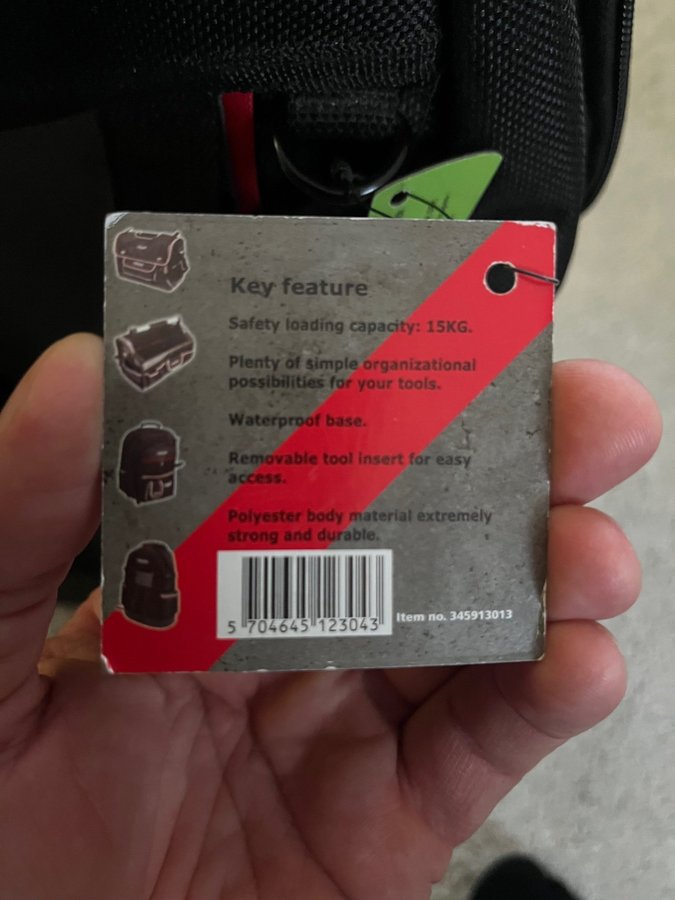 Key feature
Safety loading capacity: 15KG.
Plenty of simple organizational
possibilities for your tools.
Waterproof base.
Removable tool insert for easy
access.
Polyester body material extremely
strong and durable.
5 704645 123043
Item no. 345913013